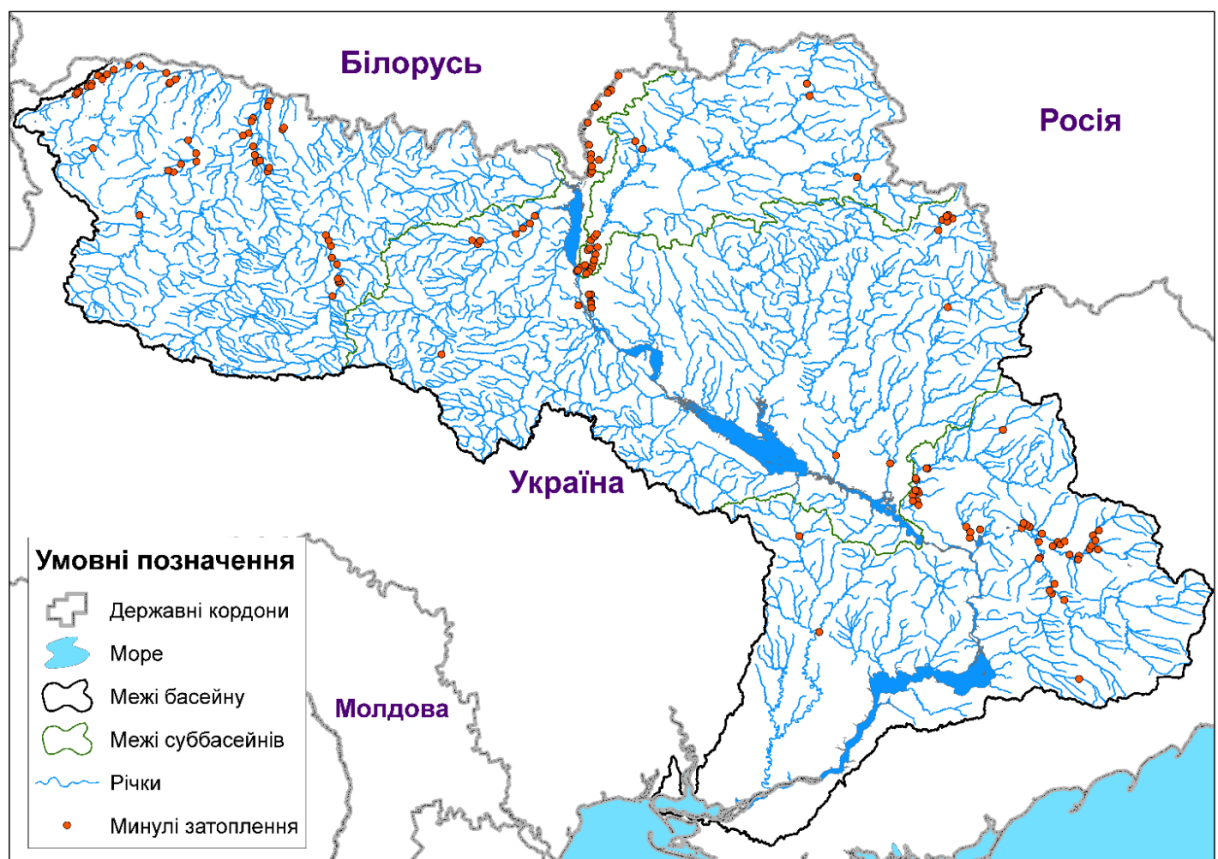 Білорусь
Росія
Україна
Молдова
Умовні позначення
Державні кордони
Море
Межі басейну
Межі суббасейнів
Річки
Минулі затоплення